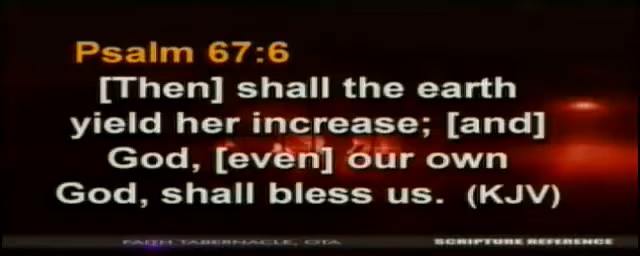 Psalm 67:6
[Then] shall the earth
yield her increase; [and]
God, [even] our own
God, shall bless us. (KJV)
FAITH TABERNACLE, OTA
SCRIPTURE REFERENCE